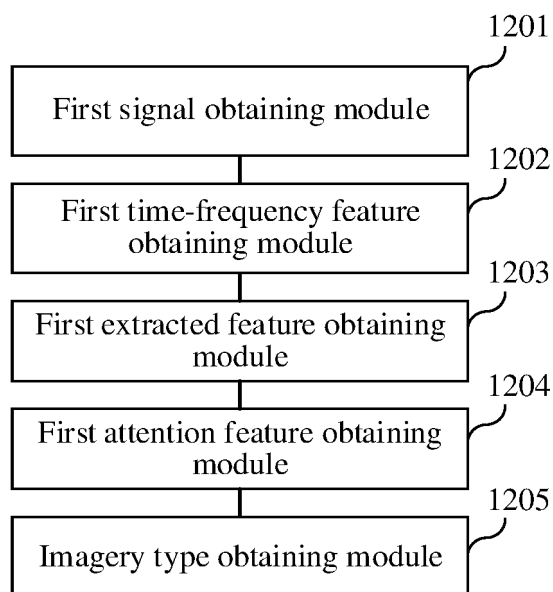 1201
First signal obtaining module
1202
First time-frequency feature
obtaining module
1203
First extracted feature obtaining
module
1204
First attention feature obtaining
module
1205
Imagery type obtaining module